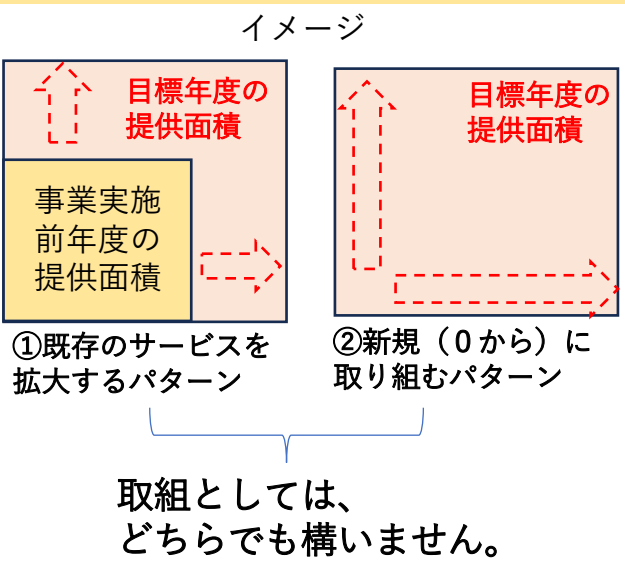 イメージ
目標年度の
提供面積
事業実施
前年度の
提供面積
①既存のサービスを
拡大するパターン
目標年度の
提供面積
②新規（０から）に
取り組むパターン
取組としては、
どちらでも構いません。